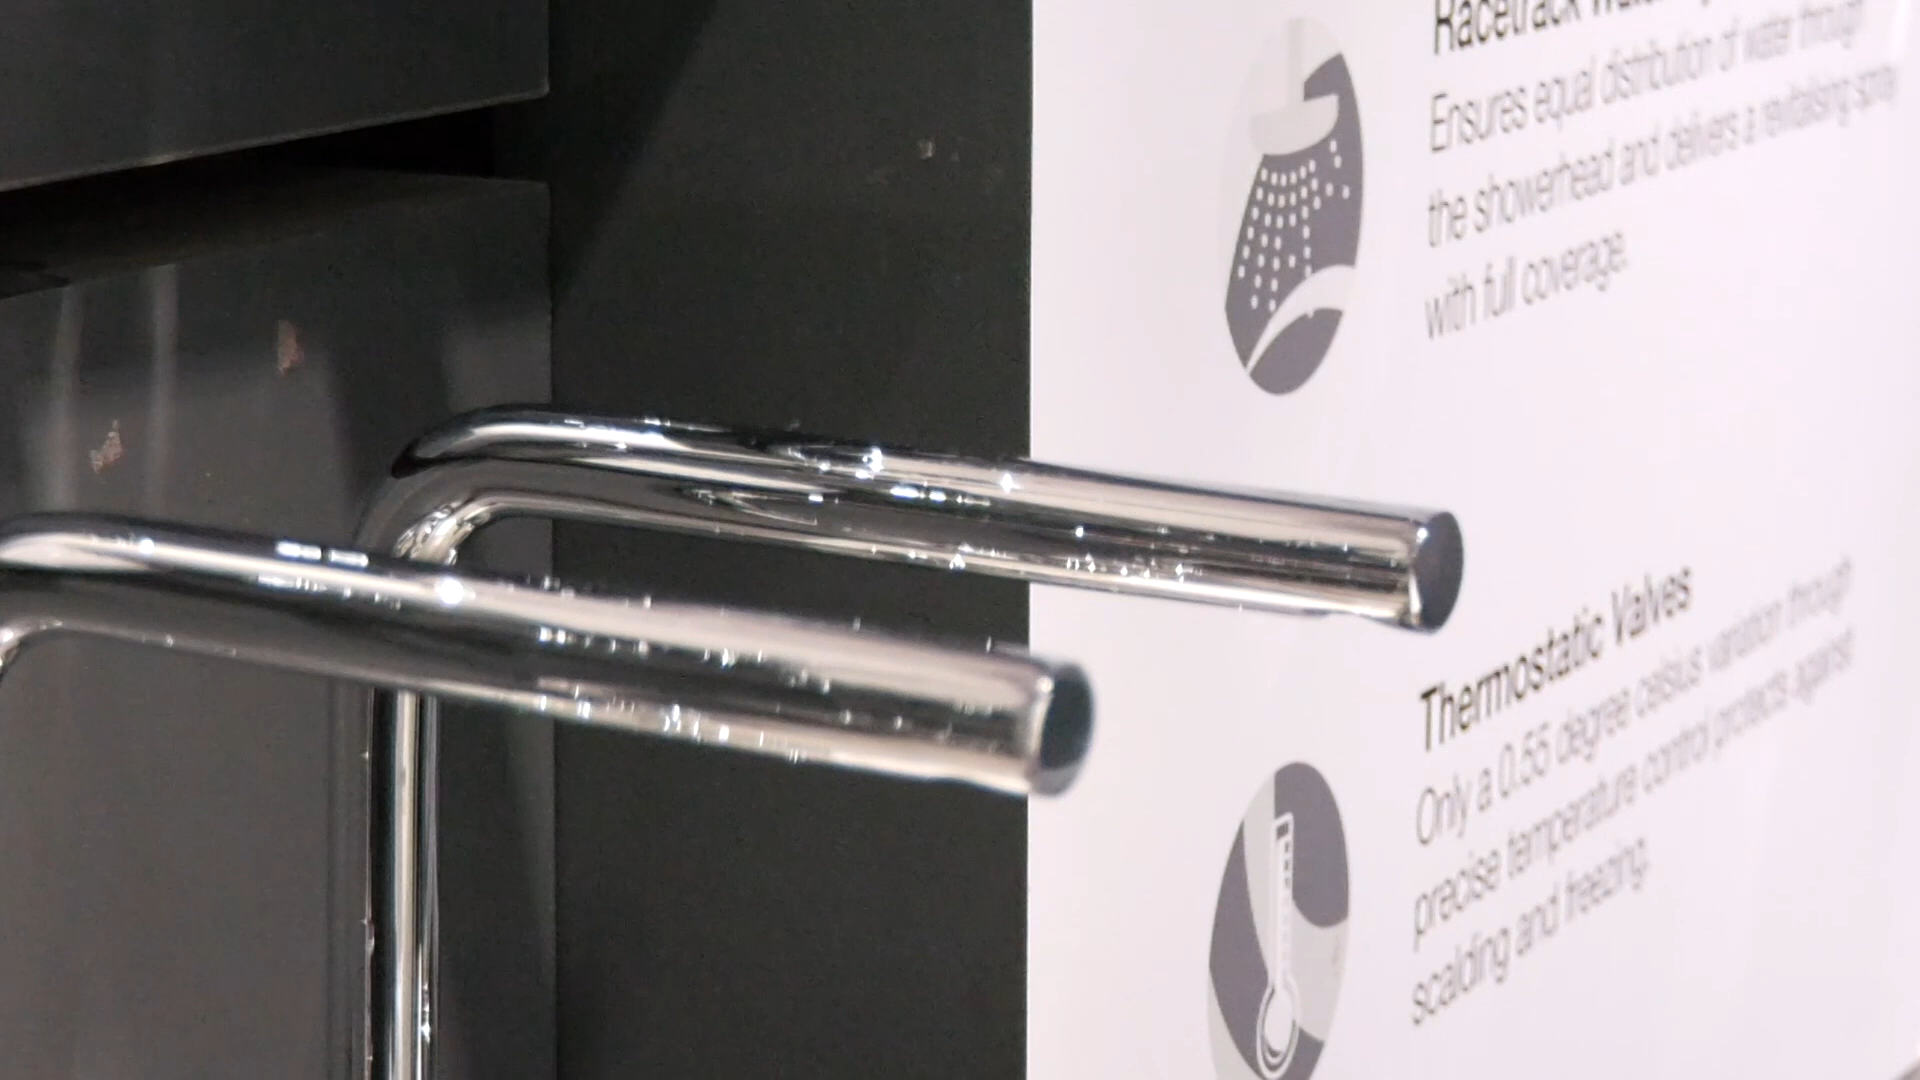 Racetrack
Ensures equal distribution of water through
the showerhead and delivers a revitalising spray
with full coverage.
Thermostatic Valves
Only a 0.55 degree celsius variation through
precise temperature control protects against
scalding and freezing.